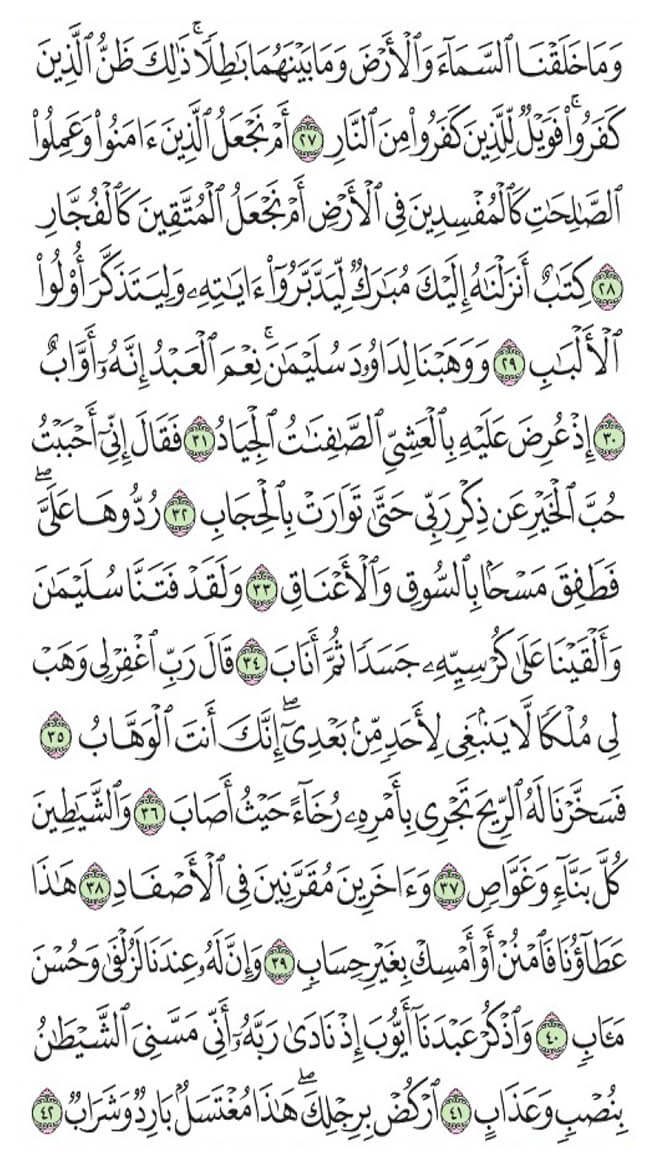 وَمَا خَلَقْنَا ٱلسَّمَآءَ وَٱلْأَرْضَ وَمَا بَيْنَهُمَا بَٰطِلًا ۚ ذَٰلِكَ ظَنُّ ٱلَّذِينَ
كَفَرُوا۟ ۚ فَوَيْلٌ لِّلَّذِينَ كَفَرُوا۟ مِنَ ٱلنَّارِ ٢٧ أَمْ نَجْعَلُ ٱلَّذِينَ ءَامَنُوا۟ وَعَمِلُوا۟
ٱلصَّٰلِحَٰتِ كَٱلْمُفْسِدِينَ فِى ٱلْأَرْضِ أَمْ نَجْعَلُ ٱلْمُتَّقِينَ كَٱلْفُجَّارِ
٢٨ كِتَٰبٌ أَنزَلْنَٰهُ إِلَيْكَ مُبَٰرَكٌ لِّيَدَّبَّرُوٓا۟ ءَايَٰتِهِۦ وَلِيَتَذَكَّرَ أُو۟لُوا۟
ٱلْأَلْبَٰبِ ٢٩ وَوَهَبْنَا لِدَاوُۥدَ سُلَيْمَٰنَ ۚ نِعْمَ ٱلْعَبْدُ إِنَّهُۥٓ أَوَّابٌ
٣٠ إِذْ عُرِضَ عَلَيْهِ بِٱلْعَشِىِّ ٱلصَّٰفِنَٰتُ ٱلْجِيَادُ ٣١ فَقَالَ إِنِّىٓ أَحْبَبْتُ
حُبَّ ٱلْخَيْرِ عَن ذِكْرِ رَبِّى حَتَّىٰ تَوَارَتْ بِٱلْحِجَابِ ٣٢ رُدُّوهَا عَلَىَّ ۖ
فَطَفِقَ مَسْحًۢا بِٱلسُّوقِ وَٱلْأَعْنَاقِ ٣٣ وَلَقَدْ فَتَنَّا سُلَيْمَٰنَ
وَأَلْقَيْنَا عَلَىٰ كُرْسِيِّهِۦ جَسَدًا ثُمَّ أَنَابَ ٣٤ قَالَ رَبِّ ٱغْفِرْ لِى وَهَبْ
لِى مُلْكًا لَّا يَنۢبَغِى لِأَحَدٍ مِّنۢ بَعْدِىٓ ۖ إِنَّكَ أَنتَ ٱلْوَهَّابُ ٣٥
فَسَخَّرْنَا لَهُ ٱلرِّيحَ تَجْرِى بِأَمْرِهِۦ رُخَآءً حَيْثُ أَصَابَ ٣٦ وَٱلشَّيَٰطِينَ
كُلَّ بَنَّآءٍ وَغَوَّاصٍ ٣٧ وَءَاخَرِينَ مُقَرَّنِينَ فِى ٱلْأَصْفَادِ ٣٨ هَٰذَا
عَطَآؤُنَا فَٱمْنُنْ أَوْ أَمْسِكْ بِغَيْرِ حِسَابٍ ٣٩ وَإِنَّ لَهُۥ عِندَنَا لَزُلْفَىٰ وَحُسْنَ
مَـَٔابٍ ٤٠ وَٱذْكُرْ عَبْدَنَآ أَيُّوبَ إِذْ نَادَىٰ رَبَّهُۥٓ أَنِّى مَسَّنِىَ ٱلشَّيْطَٰنُ
بِنُصْبٍ وَعَذَابٍ ٤١ ٱرْكُضْ بِرِجْلِكَ ۖ هَٰذَا مُغْتَسَلٌۢ بَارِدٌ وَشَرَابٌ ٤٢